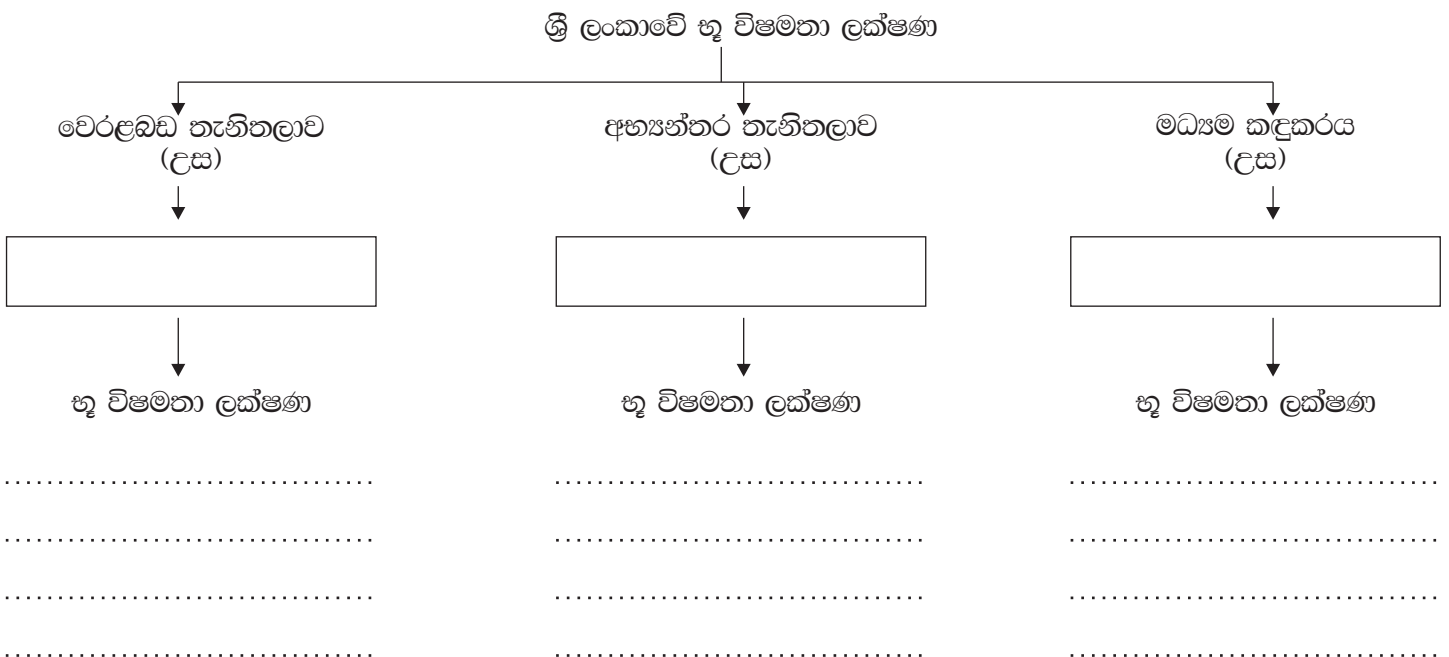 ශ්‍රී ලංකාවේ භූ විෂමතා ලක්ෂණ
වෙරළබඩ තැනිතලාව
(උස)
අභ්‍යන්තර තැනිතලාව
(උස)
මධ්‍යම කඳුකරය
(උස)
භූ විෂමතා ලක්ෂණ
භූ විෂමතා ලක්ෂණ
භූ විෂමතා ලක්ෂණ